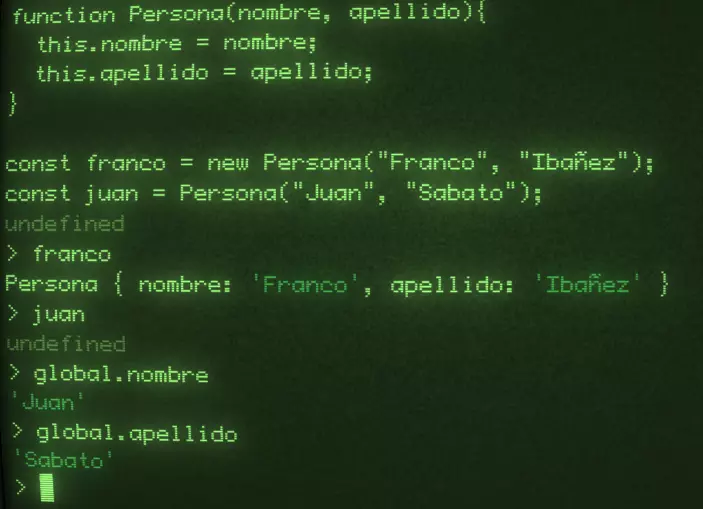 function Persona(nombre, apellido){
  this.nombre = nombre;
  this.apellido = apellido;
}

const franco = new Persona("Franco", "Ibañez");
const juan = Persona("Juan", "Sabato");
undefined
> franco
Persona { nombre: 'Franco', apellido: 'Ibañez' }
> juan
undefined
> global.nombre
'Juan'
> global.apellido
'Sabato'
>